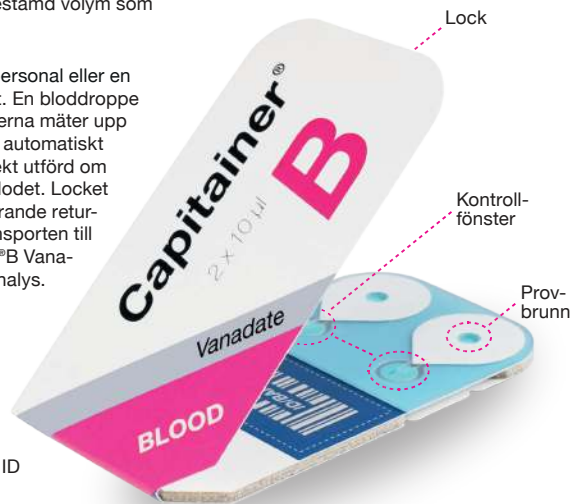 estämd volym som
ersonal eller en
t. En bloddroppe
erna mäter upp
automatiskt
ekt utförd om
lodet. Locket
rande retur-
nsporten till
®B Vana-
nalys.
Lock
Capitainer®
B
2 x 10 µl
Kontroll-
fönster
Prov-
brunn
Vanadate
BLOOD
ID